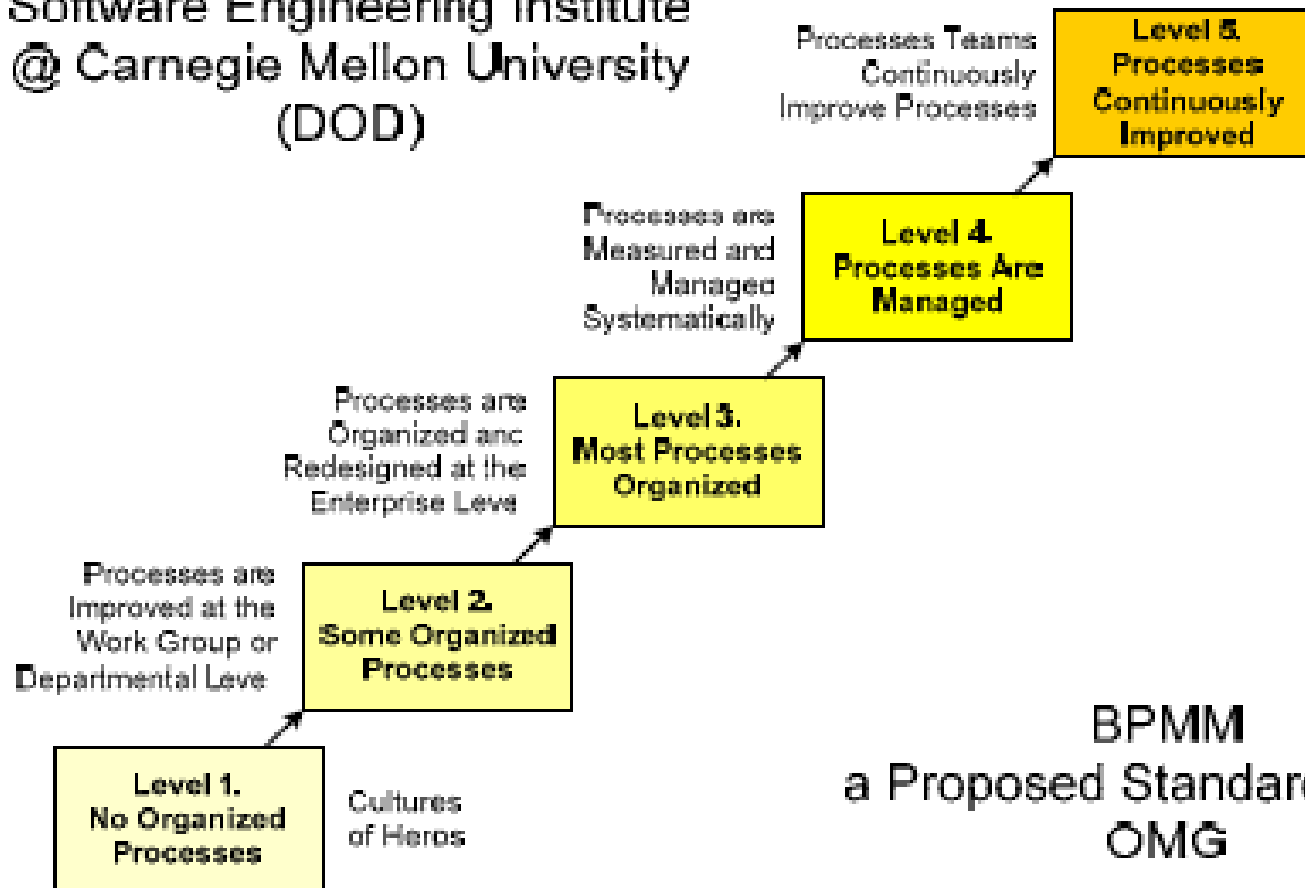 Software Engineering Institute
@ Carnegie Mellon University
(DOD)
Processes Teams
Continuously
Improve Processes
Level 5.
Processes
Continuously
Improved
Processes are
Measured and
Managed
Systematically
Level 4.
Processes Are
Managed
Processes are
Organized and
Redesigned at the
Enterprise Leve
Level 3.
Most Processes
Organized
Processes are
Improved at the
Work Group or
Departmental Leve
Level 2.
Some Organized
Processes
Level 1.
No Organized
Processes
Cultures
of Heros
BPMM
a Proposed Standar
OMG